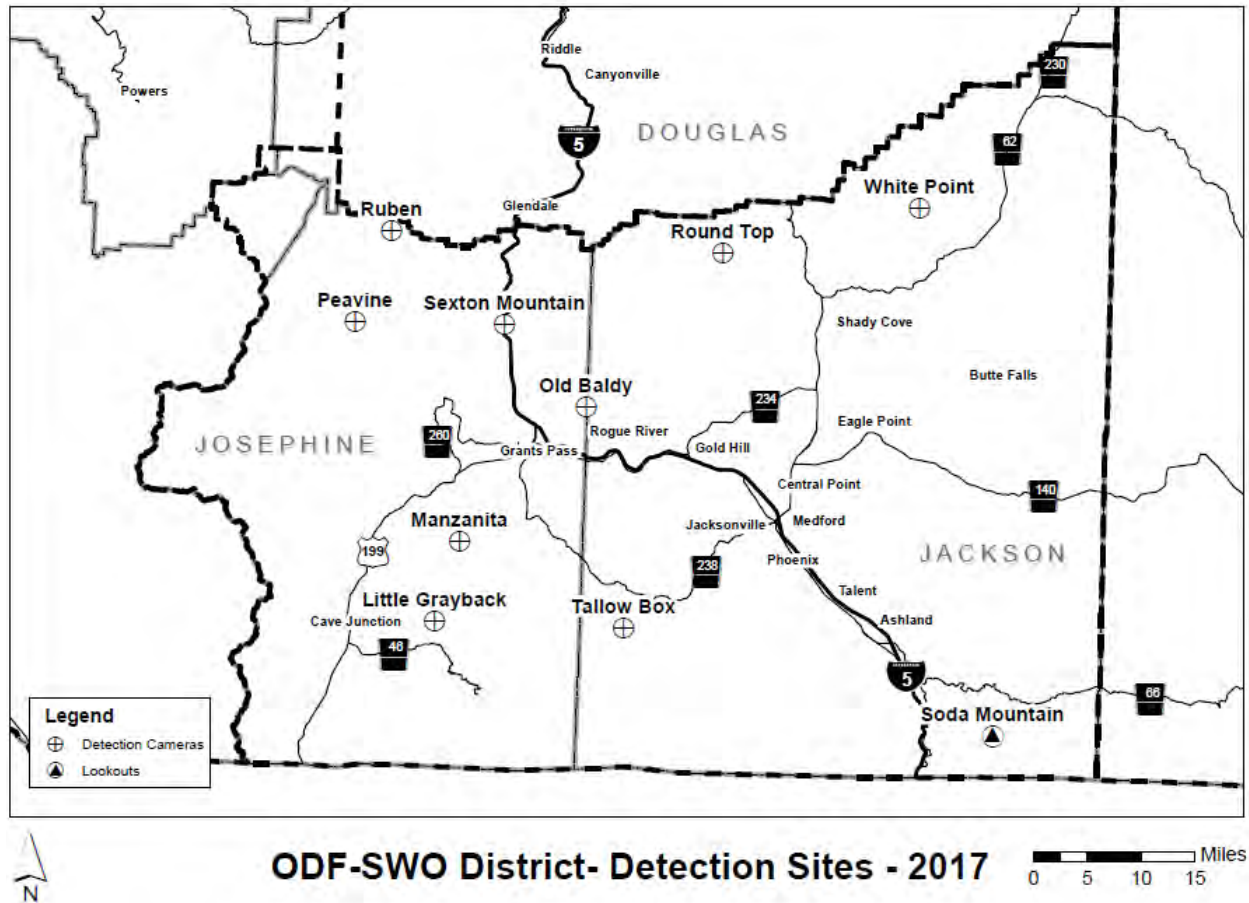 Riddle
Canyonville
Powers
230
5
DOUGLAS
62
White Point
Glendale
Ruben
Round Top
Peavine
Sexton Mountain
Shady Cove
Butte Falls
Old Baldy
234
Eagle Point
Rogue River
JOSEPHINE
260
Grants Pass
Gold Hill
Central Point
140
Manzanita
Jacksonville
Medford
199
Phoenix
JACKSON
238
Talent
Little Grayback
Tallow Box
Cave Junction
Ashland
46
5
66
Soda Mountain
Legend
Detection Cameras
Lookouts
N
ODF-SWO District- Detection Sites - 2017
Miles
0 5 10 15